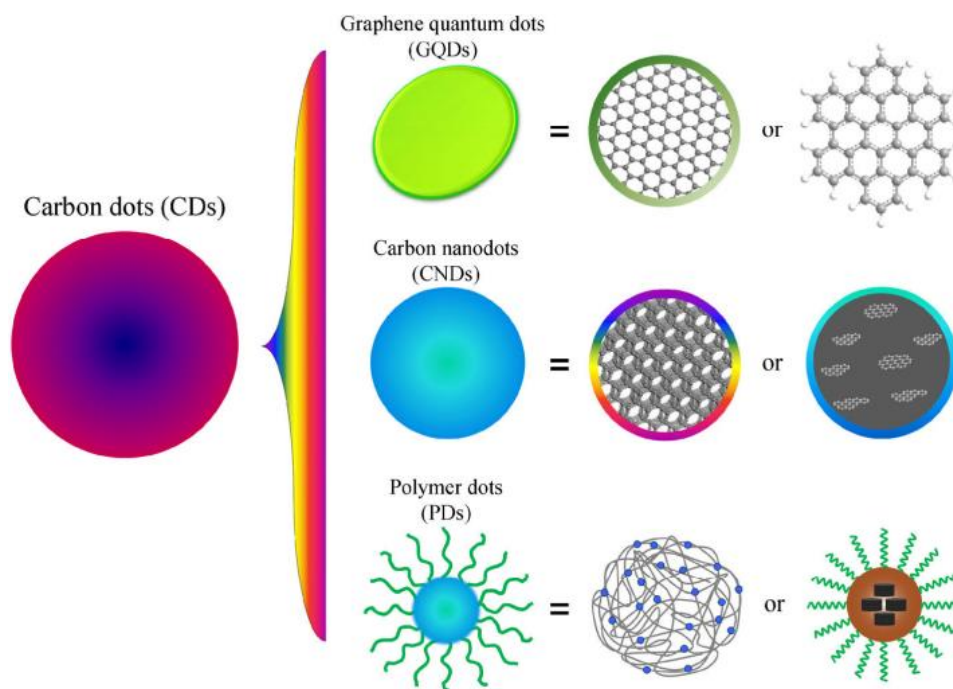 Graphene quantum dots
(GQDs)
=
or
Carbon dots (CDs)
Carbon nanodots
(CNDs)
=
or
Polymer dots
(PDs)
=
or